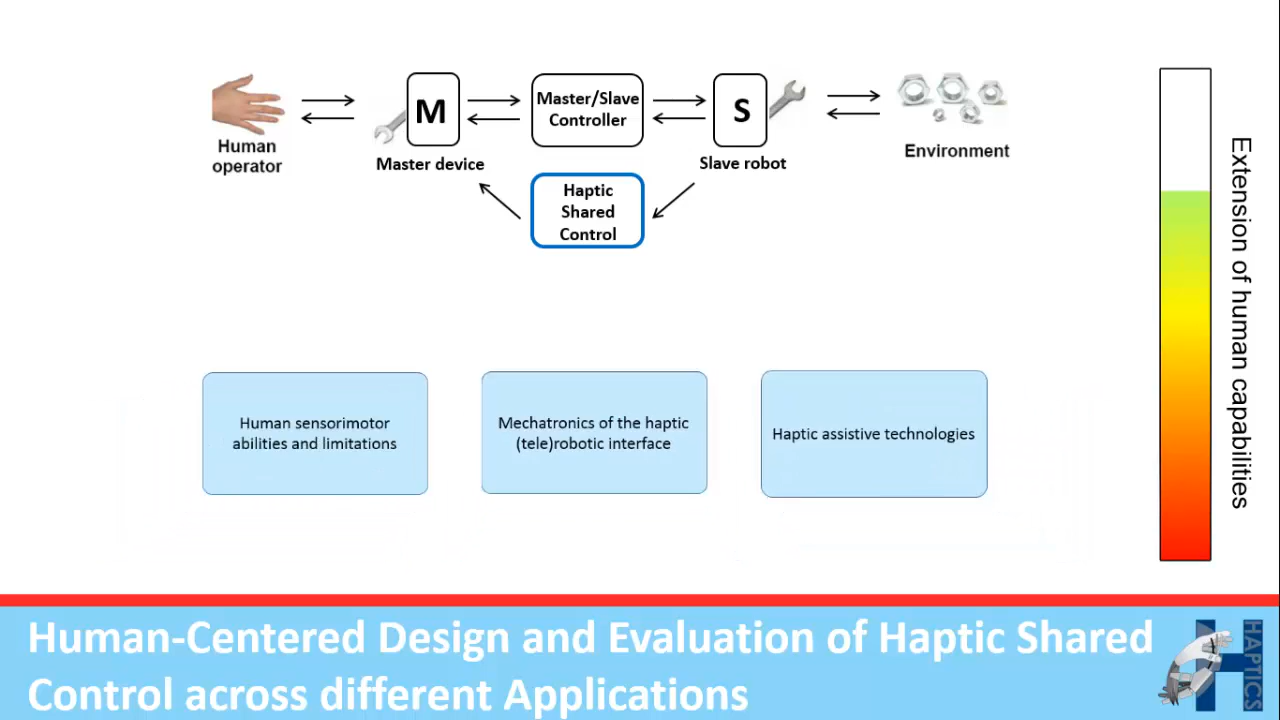 Human
operator
M
Master device
Master/Slave
Controller
S
Slave robot
Environment
Haptic
Shared
Control
Extension of human capabilities
Human sensorimotor
abilities and limitations
Mechatronics of the haptic
(tele)robotic interface
Haptic assistive technologies
Human-Centered Design and Evaluation of Haptic Shared
Control across different Applications
H
HAPTICS